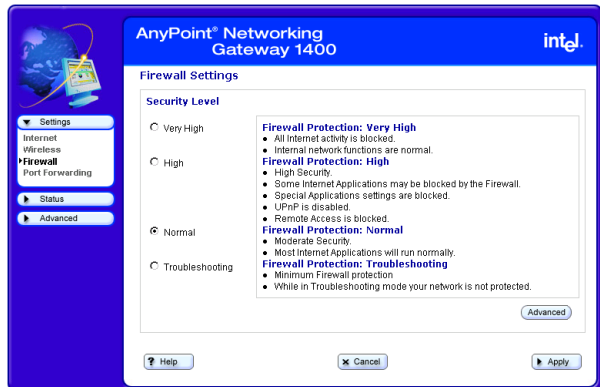 AnyPoint® Networking
Gateway 1400
intel.
Firewall Settings
Security Level
Settings
Internet
Wireless
Firewall
Port Forwarding
Status
Advanced
Very High
High
Normal
Troubleshooting
Firewall Protection: Very High
• All Internet activity is blocked.
• Internal network functions are normal.
Firewall Protection: High
• High Security.
• Some Internet Applications may be blocked by the Firewall.
• Special Applications settings are blocked.
• UPnP is disabled.
• Remote Access is blocked.
Firewall Protection: Normal
• Moderate Security.
• Most Internet Applications will run normally.
Firewall Protection: Troubleshooting
• Minimum Firewall protection
• While in Troubleshooting mode your network is not protected.
Advanced
? Help
x Cancel
Apply